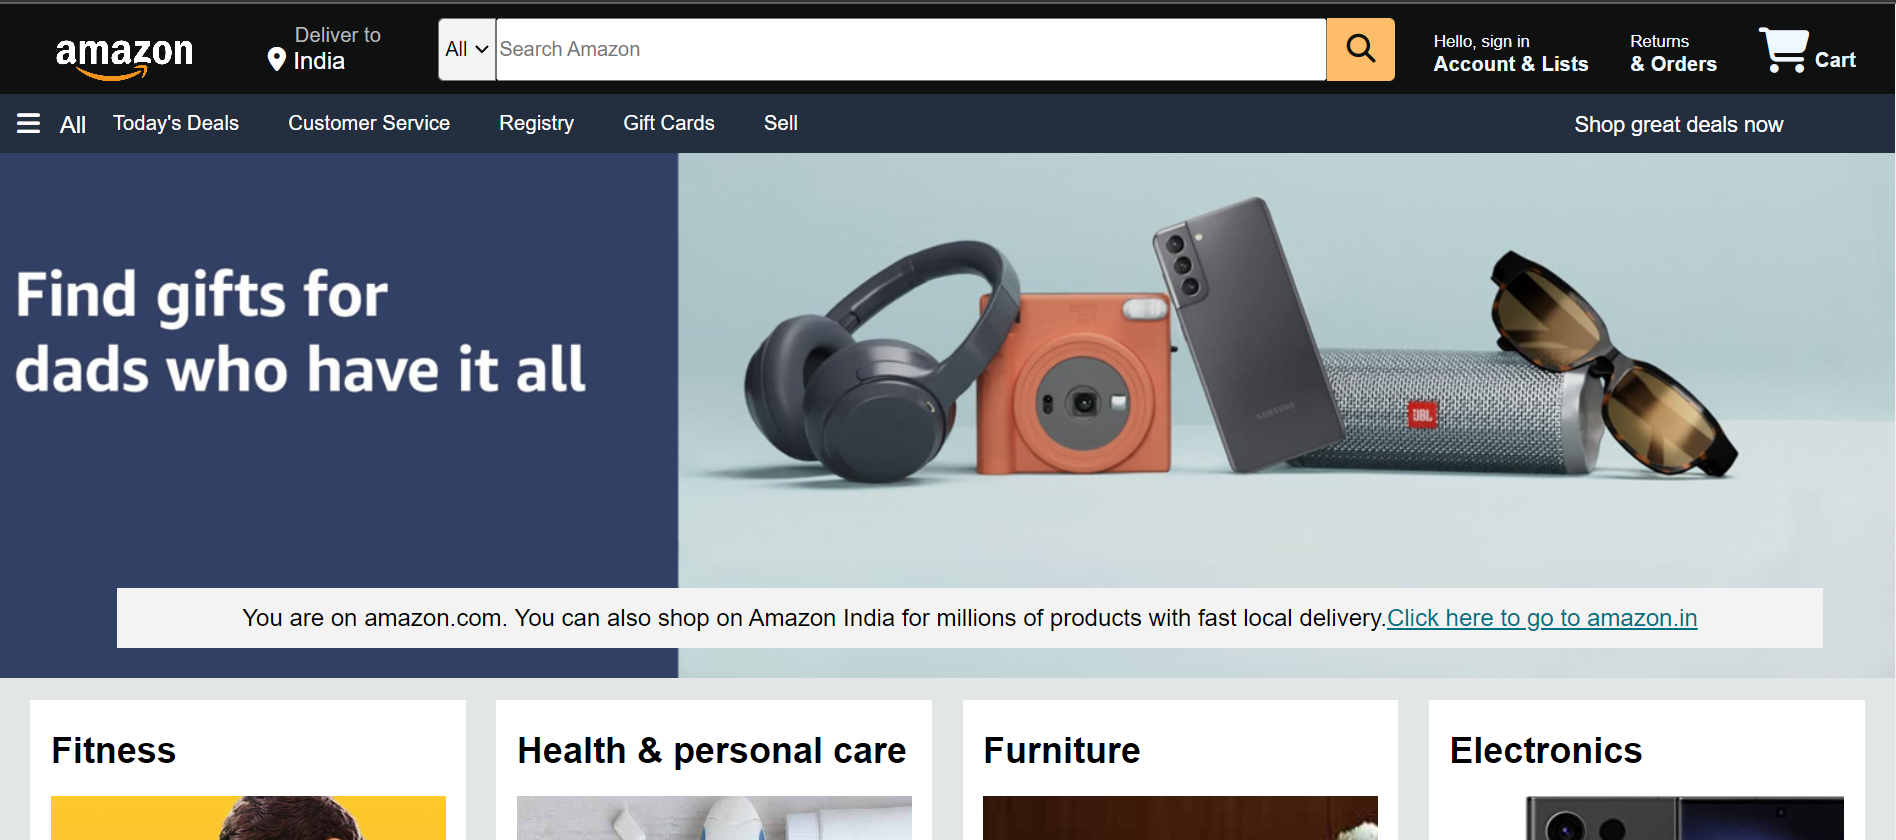 amazon
Deliver to
India
All
Search Amazon
Hello, sign in
Account & Lists
Returns
& Orders
Cart
All
Today's Deals
Customer Service
Registry
Gift Cards
Sell
Shop great deals now
Find gifts for
dads who have it all
SAMSUNG
JBL
You are on amazon.com. You can also shop on Amazon India for millions of products with fast local delivery.Click here to go to amazon.in
Fitness
Health & personal care
Furniture
Electronics